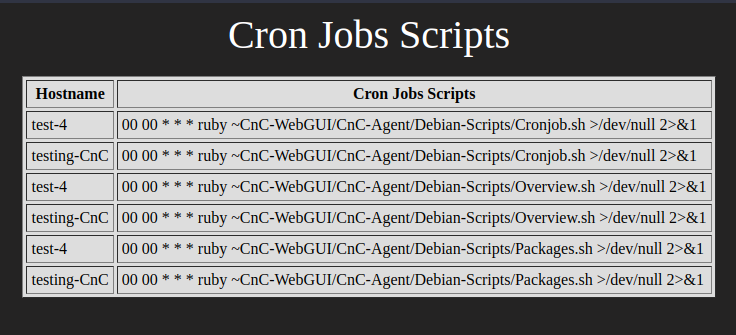 Cron Jobs Scripts
Hostname Cron Jobs Scripts
test-4 00 00 * * * ruby ~CnC-WebGUI/CnC-Agent/Debian-Scripts/Cronjob.sh >/dev/null 2>&1
testing-CnC 00 00 * * * ruby ~CnC-WebGUI/CnC-Agent/Debian-Scripts/Cronjob.sh >/dev/null 2>&1
test-4 00 00 * * * ruby ~CnC-WebGUI/CnC-Agent/Debian-Scripts/Overview.sh >/dev/null 2>&1
testing-CnC 00 00 * * * ruby ~CnC-WebGUI/CnC-Agent/Debian-Scripts/Overview.sh >/dev/null 2>&1
test-4 00 00 * * * ruby ~CnC-WebGUI/CnC-Agent/Debian-Scripts/Packages.sh >/dev/null 2>&1
testing-CnC 00 00 * * * ruby ~CnC-WebGUI/CnC-Agent/Debian-Scripts/Packages.sh >/dev/null 2>&1